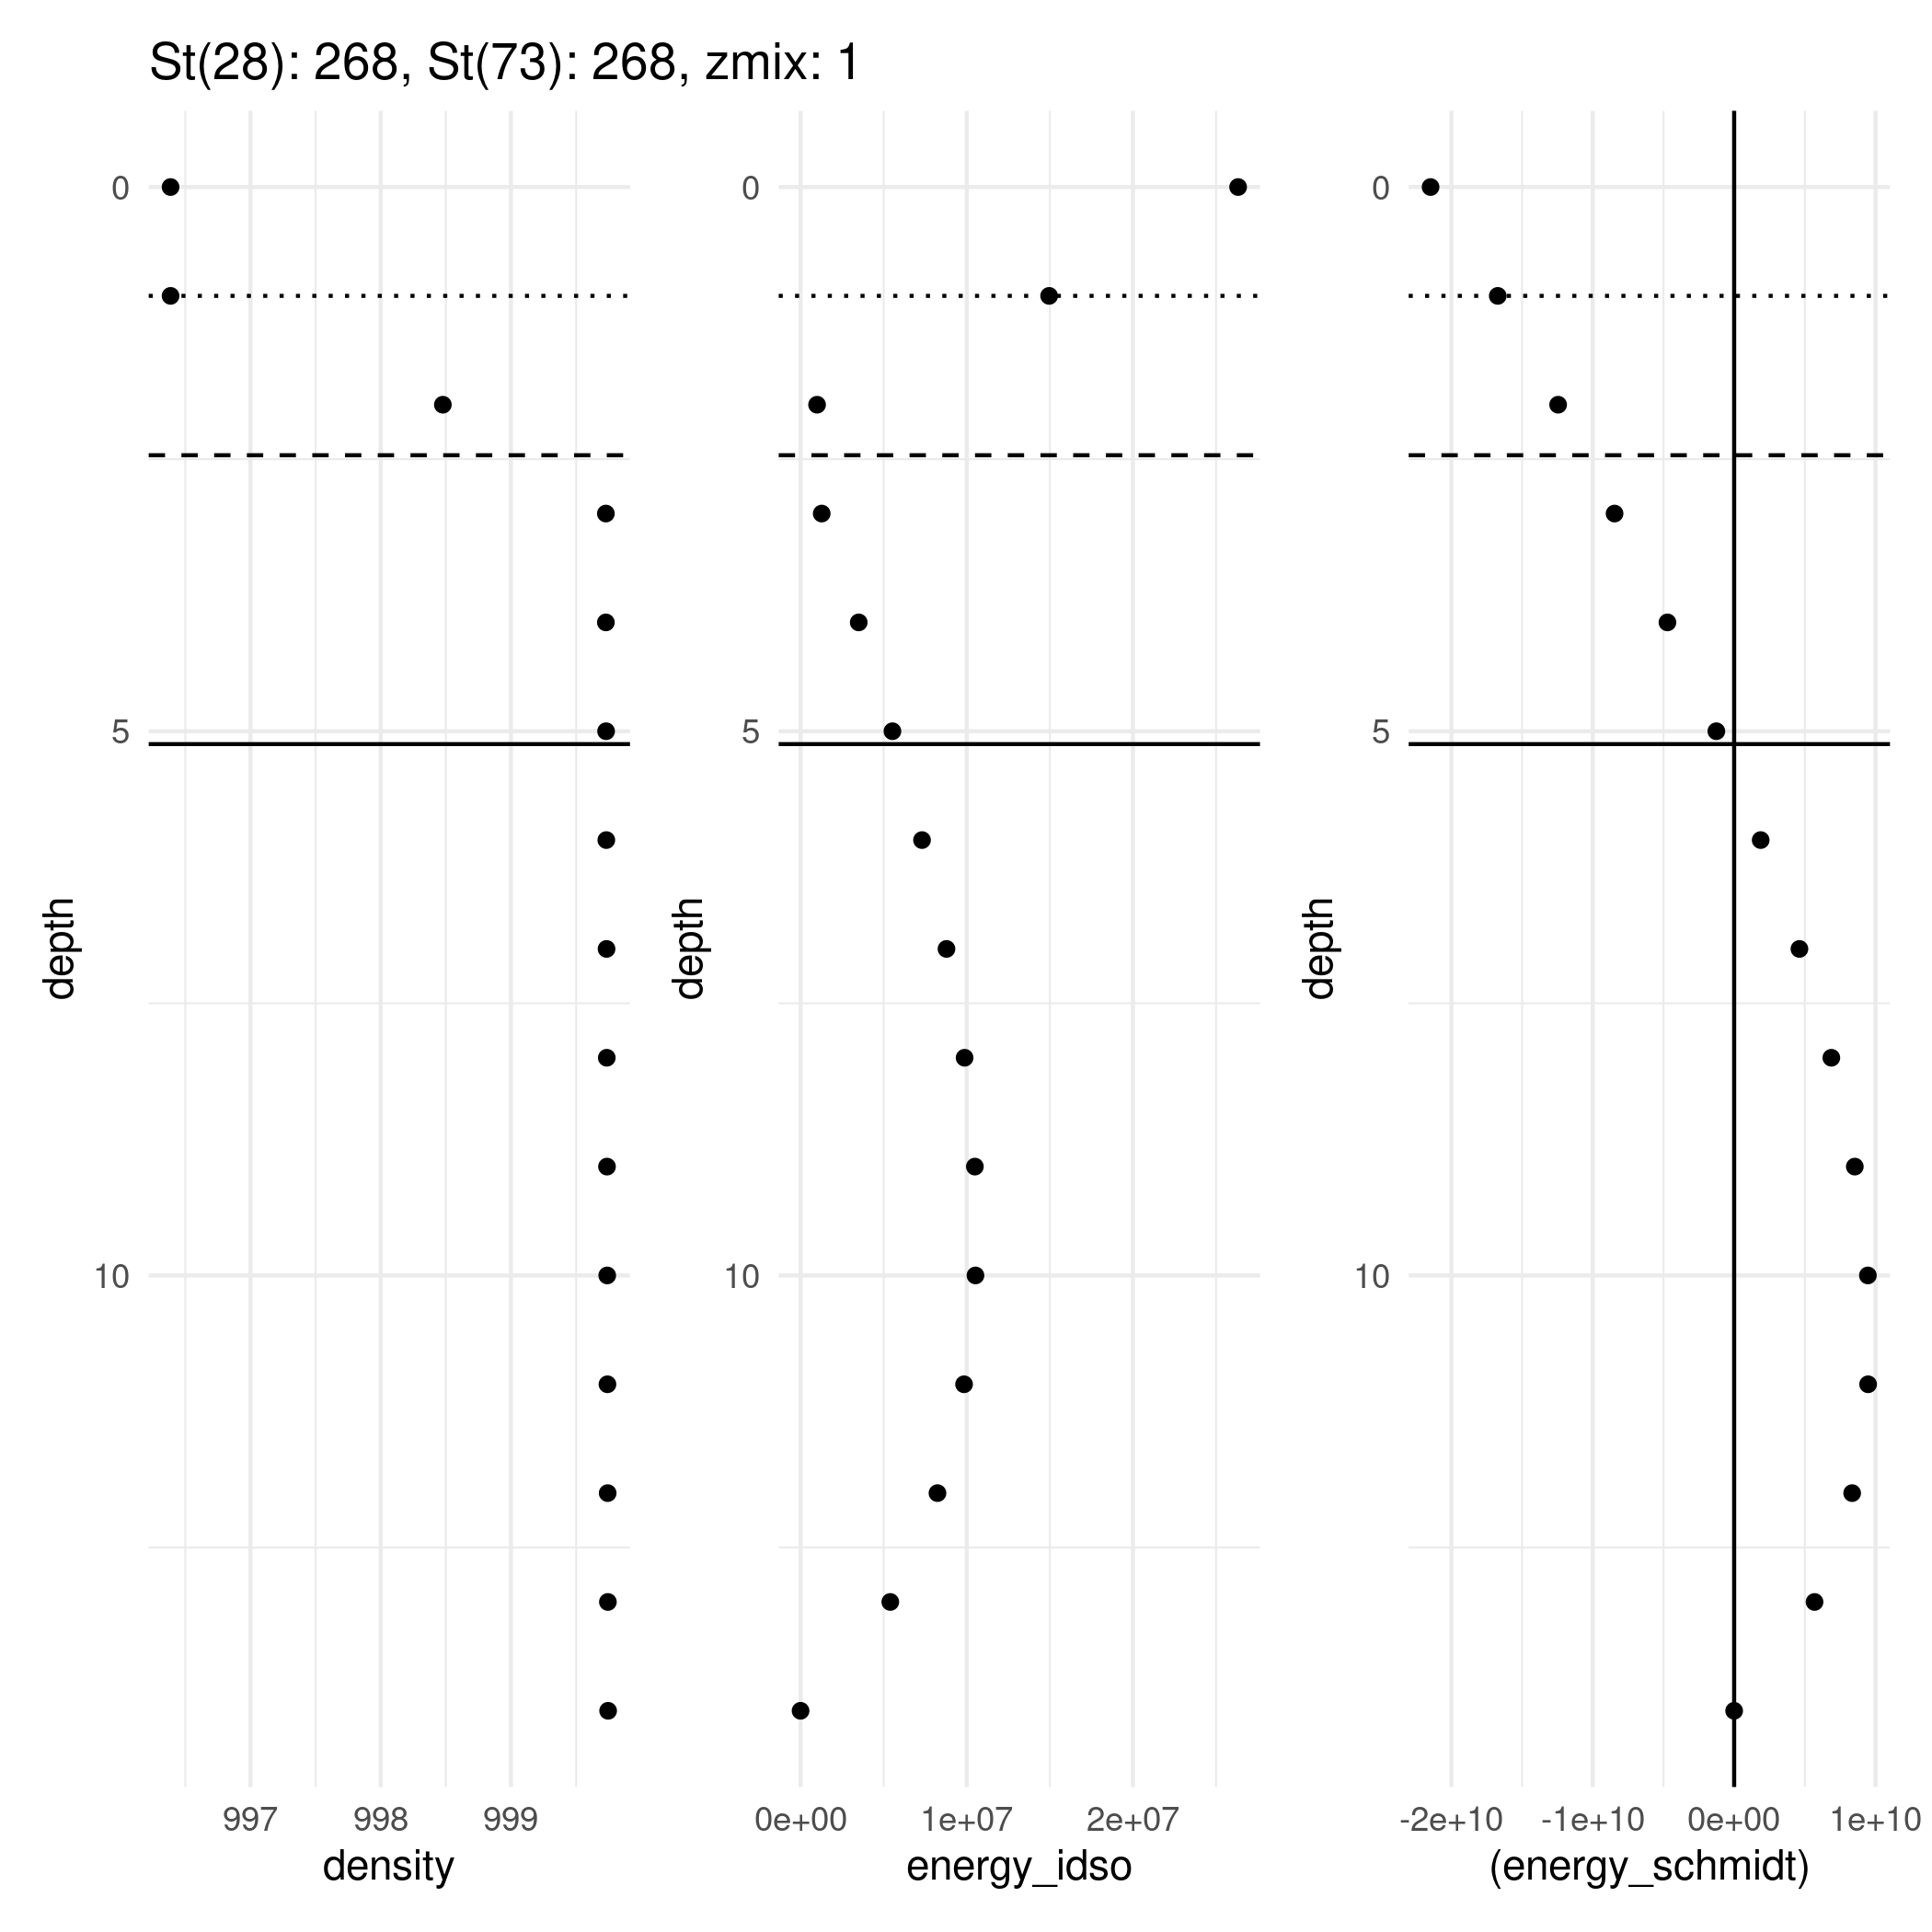 St(28): 268, St(73): 268, zmix: 1
0
5
10
depth
997 998 999
density
0
5
10
depth
0e+00 1e+07 2e+07
energy_idso
0
5
10
depth
-2e+10 -1e+10 0e+00 1e+10
(energy_schmidt)